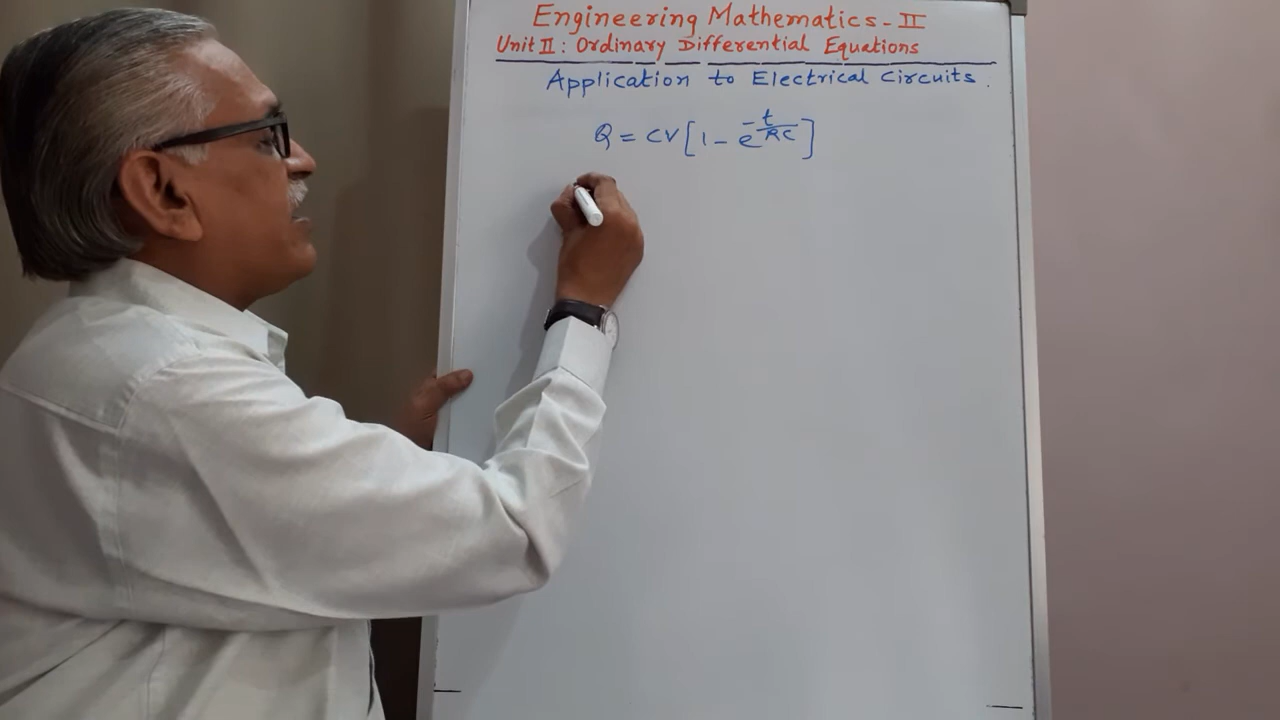 Engineering Mathematics - II
Unit II : Ordinary Differential Equations
Application to Electrical Circuits.
Q = CV[1 - e^{-t/RC}]